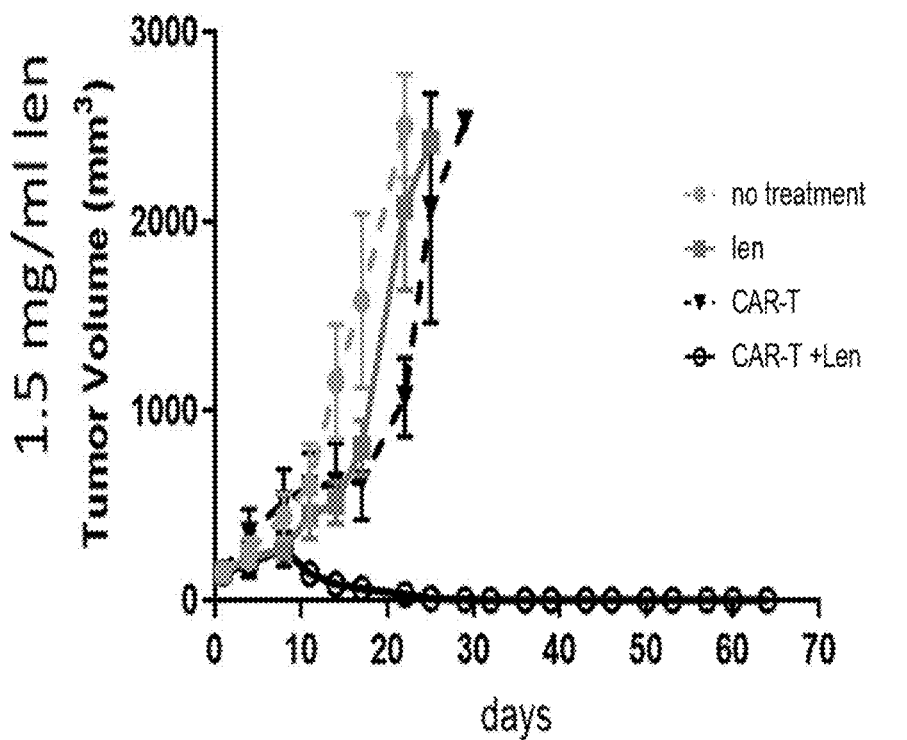 1.5 mg/ml len
Tumor Volume (mm³)
3000
2000
1000
0
0 10 20 30 40 50 60 70
days
no treatment
len
CAR-T
CAR-T +Len